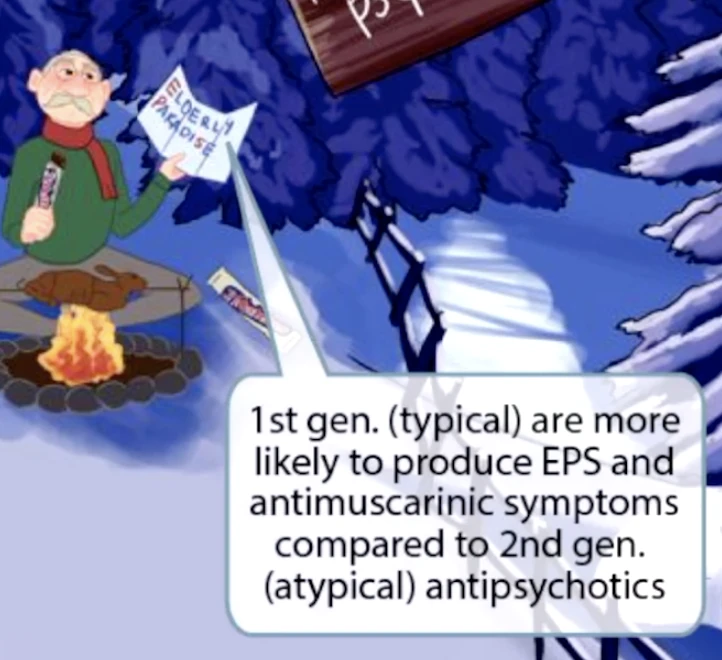 psy
ELDERLY
PARADISE
1st gen. (typical) are more
likely to produce EPS and
antimuscarinic symptoms
compared to 2nd gen.
(atypical) antipsychotics